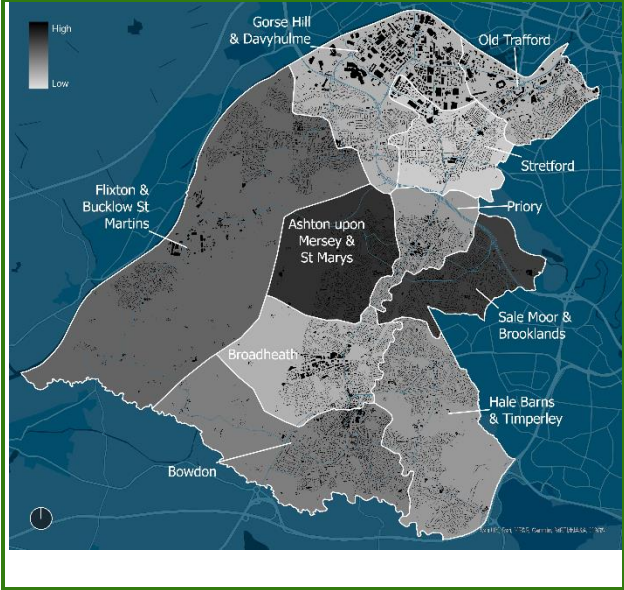 High
Low
Gorse Hill
& Davyhulme
Old Trafford
Stretford
Flixton &
Bucklow St
Martins
Priory
Ashton upon
Mersey &
St Marys
Sale Moor &
Brooklands
Broadheath
Hale Barns
& Timperley
Bowdon